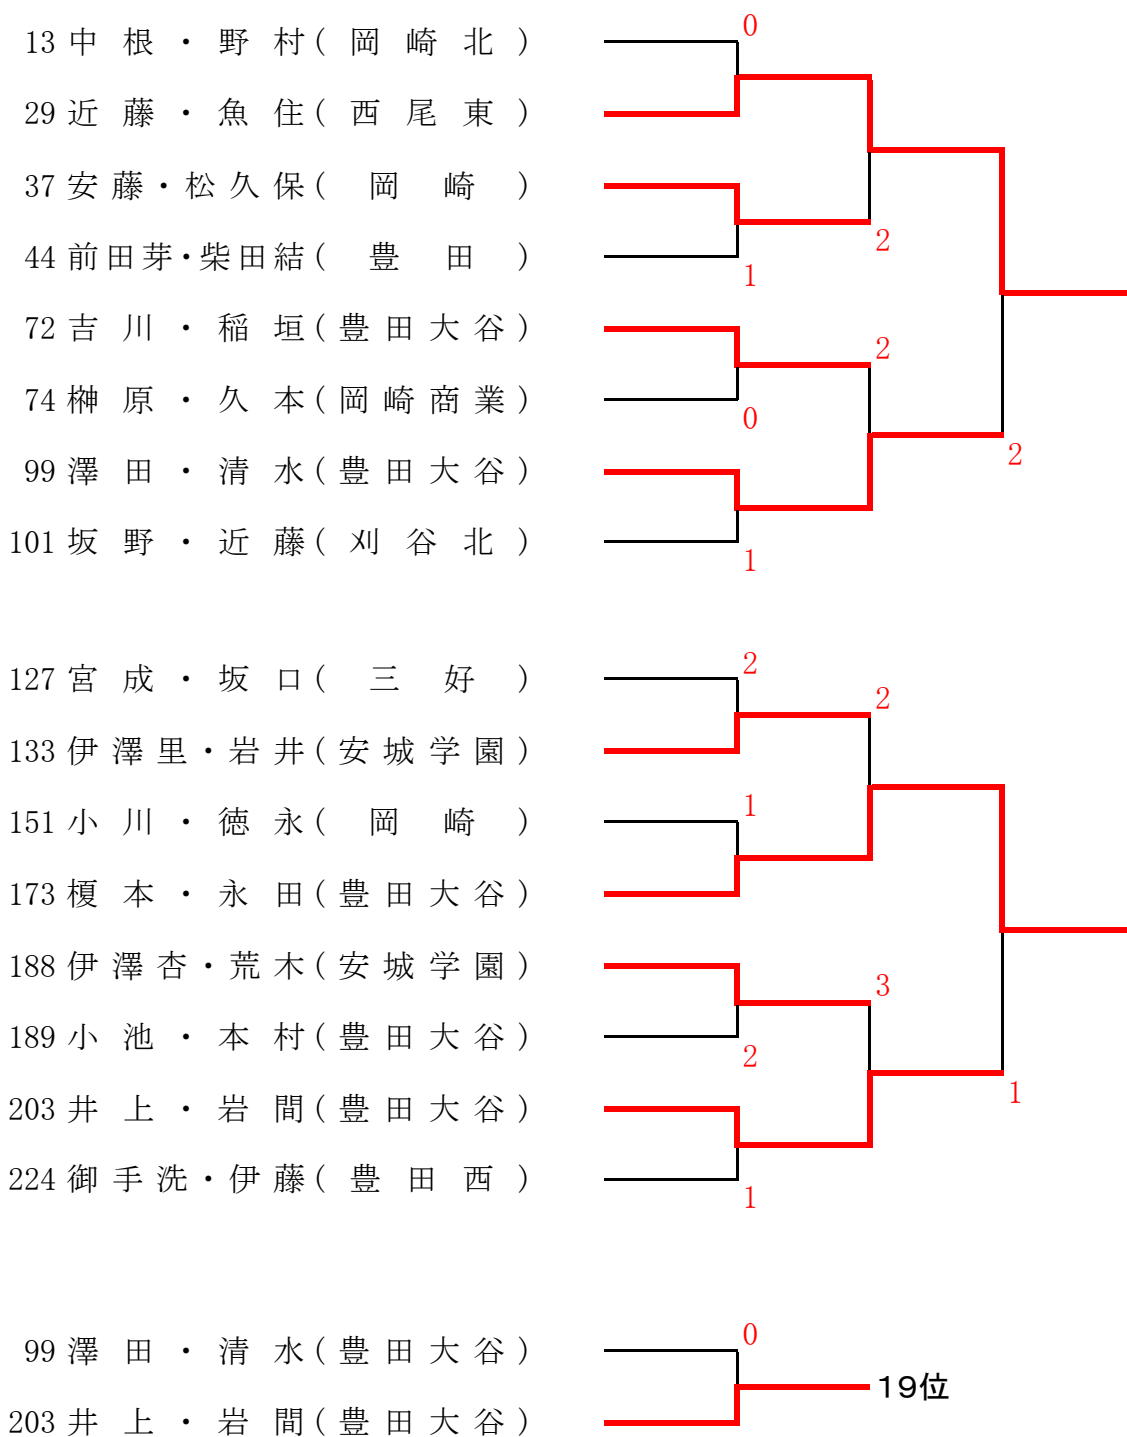 0
13 中 根 ・ 野 村 ( 岡 崎 北 )
29 近 藤 ・ 魚 住 ( 西 尾 東 )
37 安 藤 ・ 松 久 保 ( 岡 崎 )
2
44 前田芽・柴田結 ( 豊 田 )
1
72 吉 川 ・ 稲 垣 ( 豊 田 大 谷 )
2
74 榊 原 ・ 久 本 ( 岡 崎 商 業 )
0
2
99 澤 田 ・ 清 水 ( 豊 田 大 谷 )
101 坂 野 ・ 近 藤 ( 刈 谷 北 )
1
2
127 宮 成 ・ 坂 口 ( 三 好 )
2
133 伊 澤 里 ・ 岩 井 ( 安 城 学 園 )
1
151 小 川 ・ 徳 永 ( 岡 崎 )
173 榎 本 ・ 永 田 ( 豊 田 大 谷 )
188 伊 澤 杏 ・ 荒 木 ( 安 城 学 園 )
3
189 小 池 ・ 本 村 ( 豊 田 大 谷 )
2
1
203 井 上 ・ 岩 間 ( 豊 田 大 谷 )
224 御 手 洗 ・ 伊 藤 ( 豊 田 西 )
1
0
99 澤 田 ・ 清 水 ( 豊 田 大 谷 )
19位
203 井 上 ・ 岩 間 ( 豊 田 大 谷 )